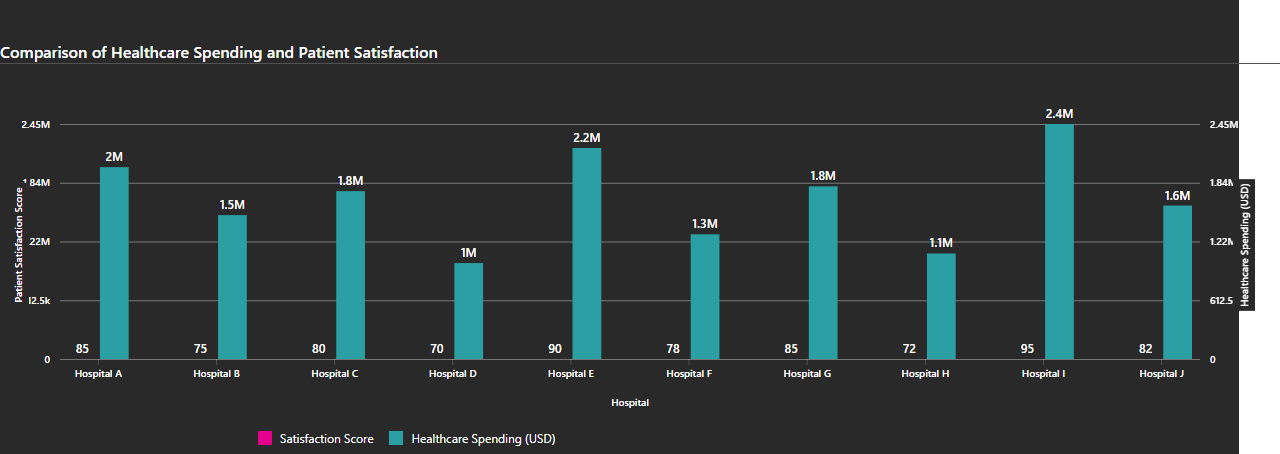 Comparison of Healthcare Spending and Patient Satisfaction
2.4M
2.45M 2.45M
2.2M
2M
1.8M 1.8M
1.84M 1.84M
1.6M
1.5M
1.3M
22M 1.1M 1.22M
1M
12.5k 612.5
Patient Satisfaction Score
Healthcare Spending (USD)
85 75 80 70 90 78 85 72 95 82
0 0
Hospital A Hospital B Hospital C Hospital D Hospital E Hospital F Hospital G Hospital H Hospital I Hospital J
Hospital
Satisfaction Score Healthcare Spending (USD)